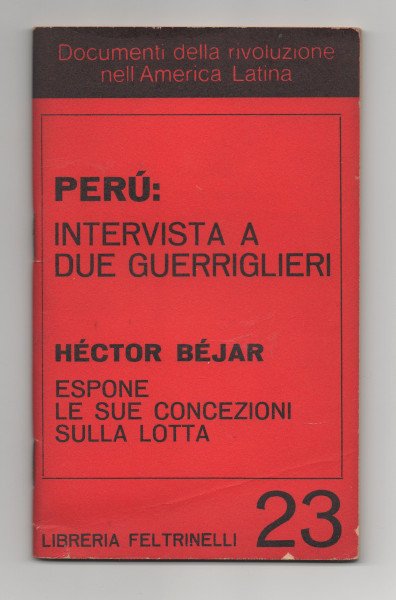 Documenti della rivoluzione
nell'America Latina
PERÚ:
INTERVISTA A
DUE GUERRIGLIERI
HÉCTOR BÉJAR
ESPONE
LE SUE CONCEZIONI
SULLA LOTTA
LIBRERIA FELTRINELLI 23